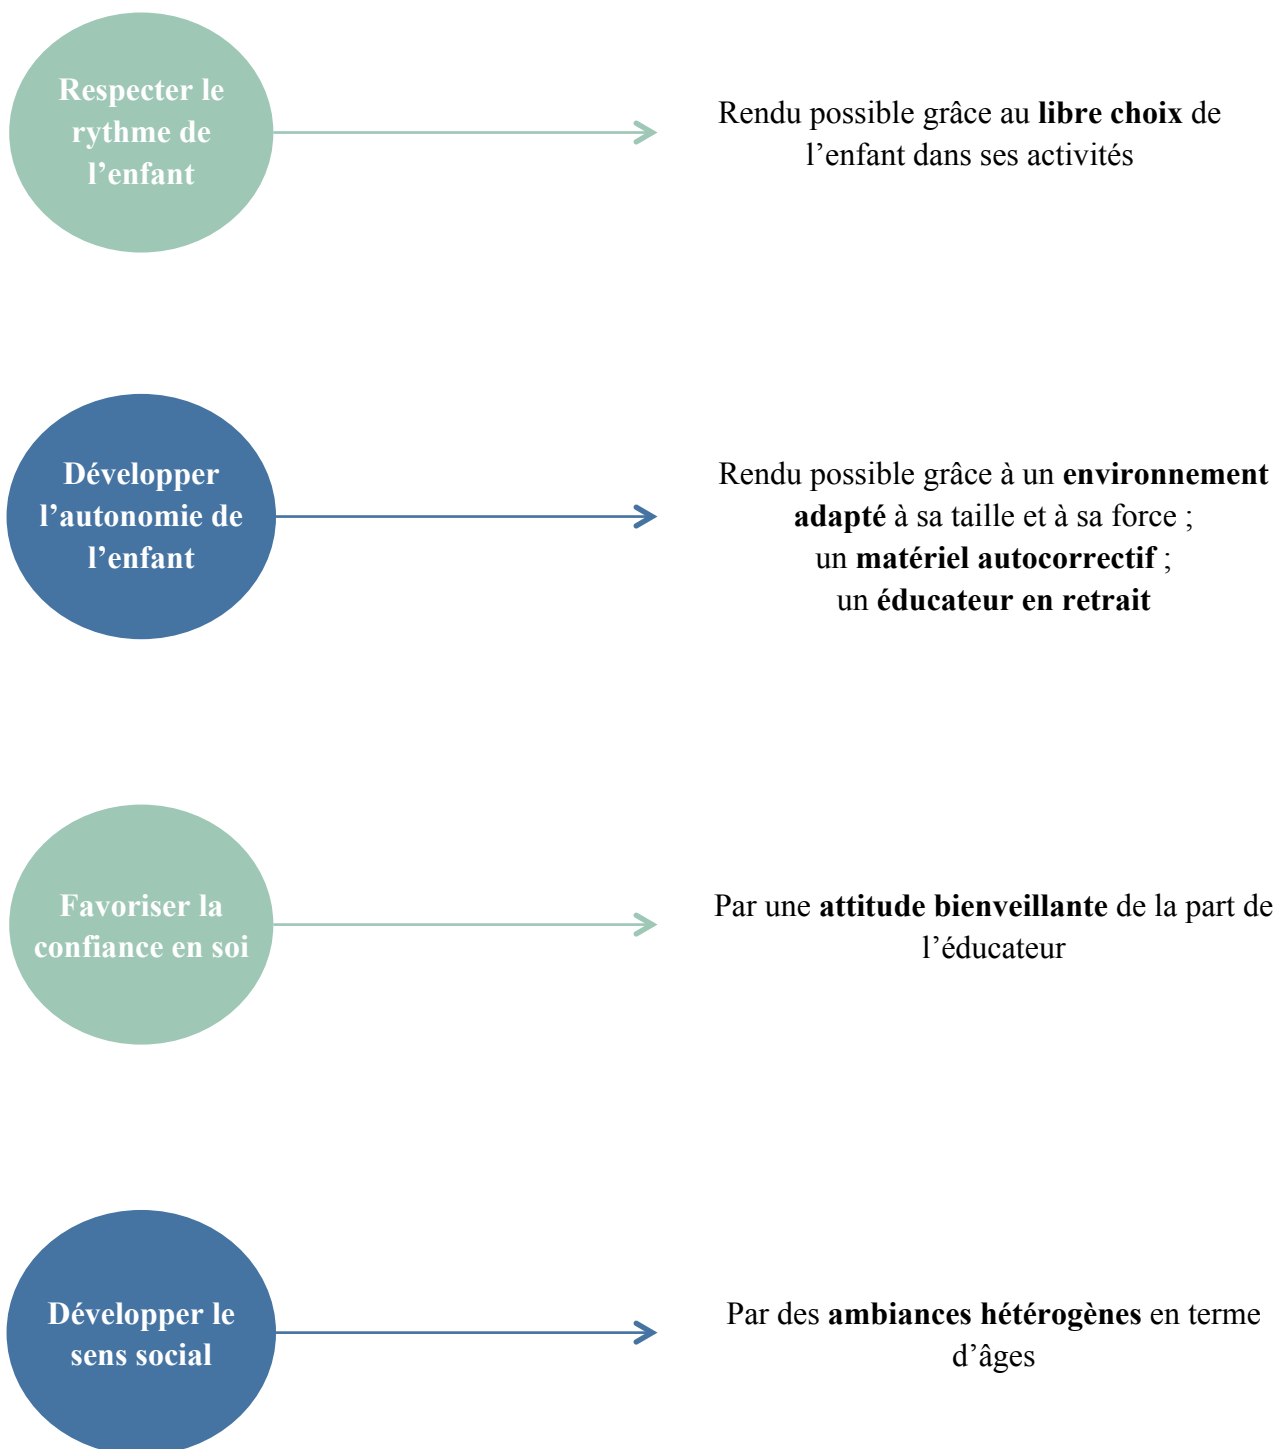 Respecter le
rythme de
l’enfant
Rendu possible grâce au libre choix de
l’enfant dans ses activités
Développer
l’autonomie de
l’enfant
Rendu possible grâce à un environnement
adapté à sa taille et à sa force ;
un matériel autocorrectif ;
un éducateur en retrait
Favoriser la
confiance en soi
Par une attitude bienveillante de la part de
l’éducateur
Développer le
sens social
Par des ambiances hétérogènes en terme
d’âges